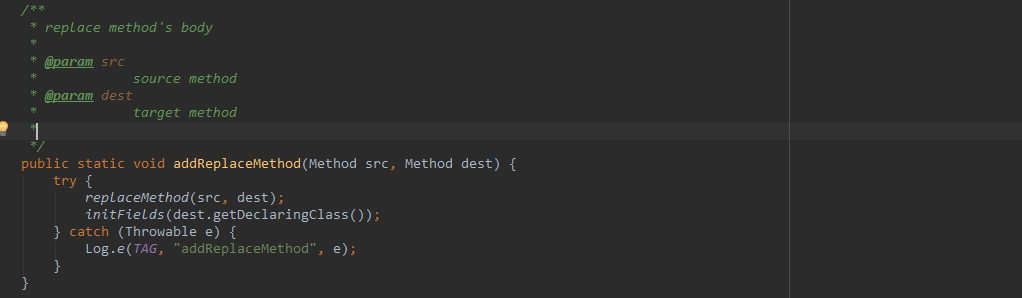 /**
 * replace method's body
 *
 * @param src
 *            source method
 * @param dest
 *            target method
 *
 */
public static void addReplaceMethod(Method src, Method dest) {
    try {
        replaceMethod(src, dest);
        initFields(dest.getDeclaringClass());
    } catch (Throwable e) {
        Log.e(TAG, "addReplaceMethod", e);
    }
}